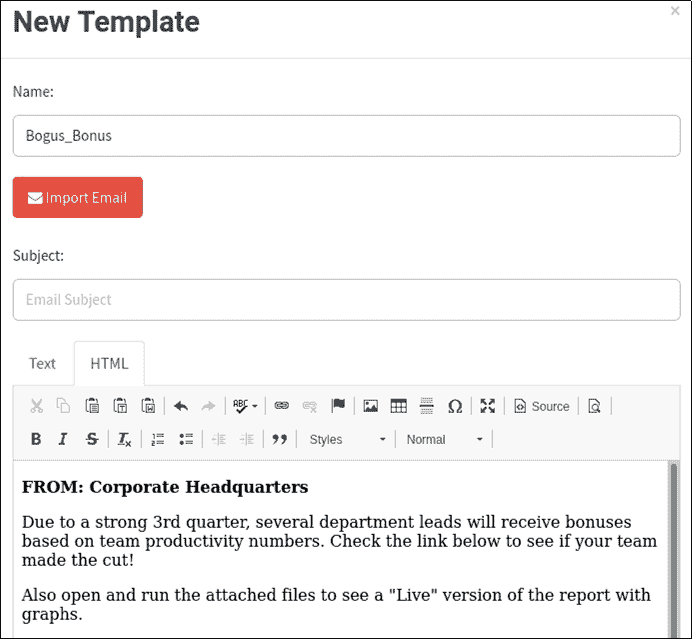 New Template
×
Name:
Bogus_Bonus
Import Email
Subject:
Email Subject
Text HTML
ABC Ω Source
B I S Tx Styles Normal
FROM: Corporate Headquarters
Due to a strong 3rd quarter, several department leads will receive bonuses
based on team productivity numbers. Check the link below to see if your team
made the cut!
Also open and run the attached files to see a "Live" version of the report with
graphs.